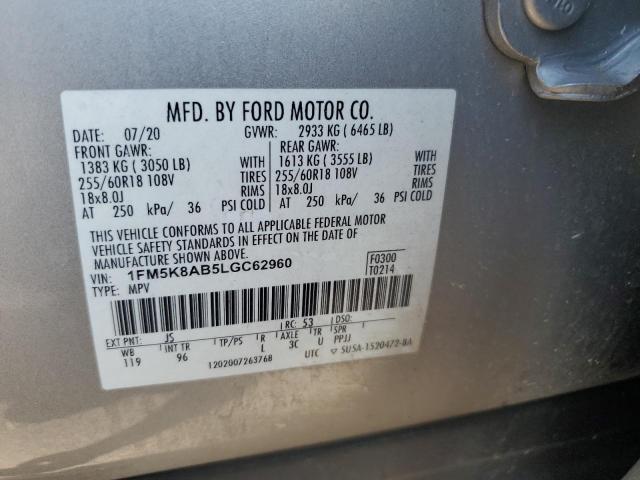 MFD. BY FORD MOTOR CO.
DATE: 07/20 GVWR: 2933 KG ( 6465 LB)
FRONT GAWR: REAR GAWR:
1383 KG ( 3050 LB) WITH 1613 KG ( 3555 LB) WITH
255/60R18 108V TIRES 255/60R18 108V TIRES
18x8.0J RIMS 18x8.0J RIMS
AT 250 kPa/ 36 PSI COLD AT 250 kPa/ 36 PSI COLD
THIS VEHICLE CONFORMS TO ALL APPLICABLE FEDERAL MOTOR
VEHICLE SAFETY STANDARDS IN EFFECT ON THE DATE OF
MANUFACTURE SHOWN ABOVE.
VIN: 1FM5K8AB5LGC62960 F0300
TYPE: MPV T0214
EXT PNT: JS RC: 53 DSO:
WB INT TR TP/PS R AXLE TR SPR
119 96 L 3C U PPJJ
1202007263768 UTC ▽ SU5A-1520472-BA